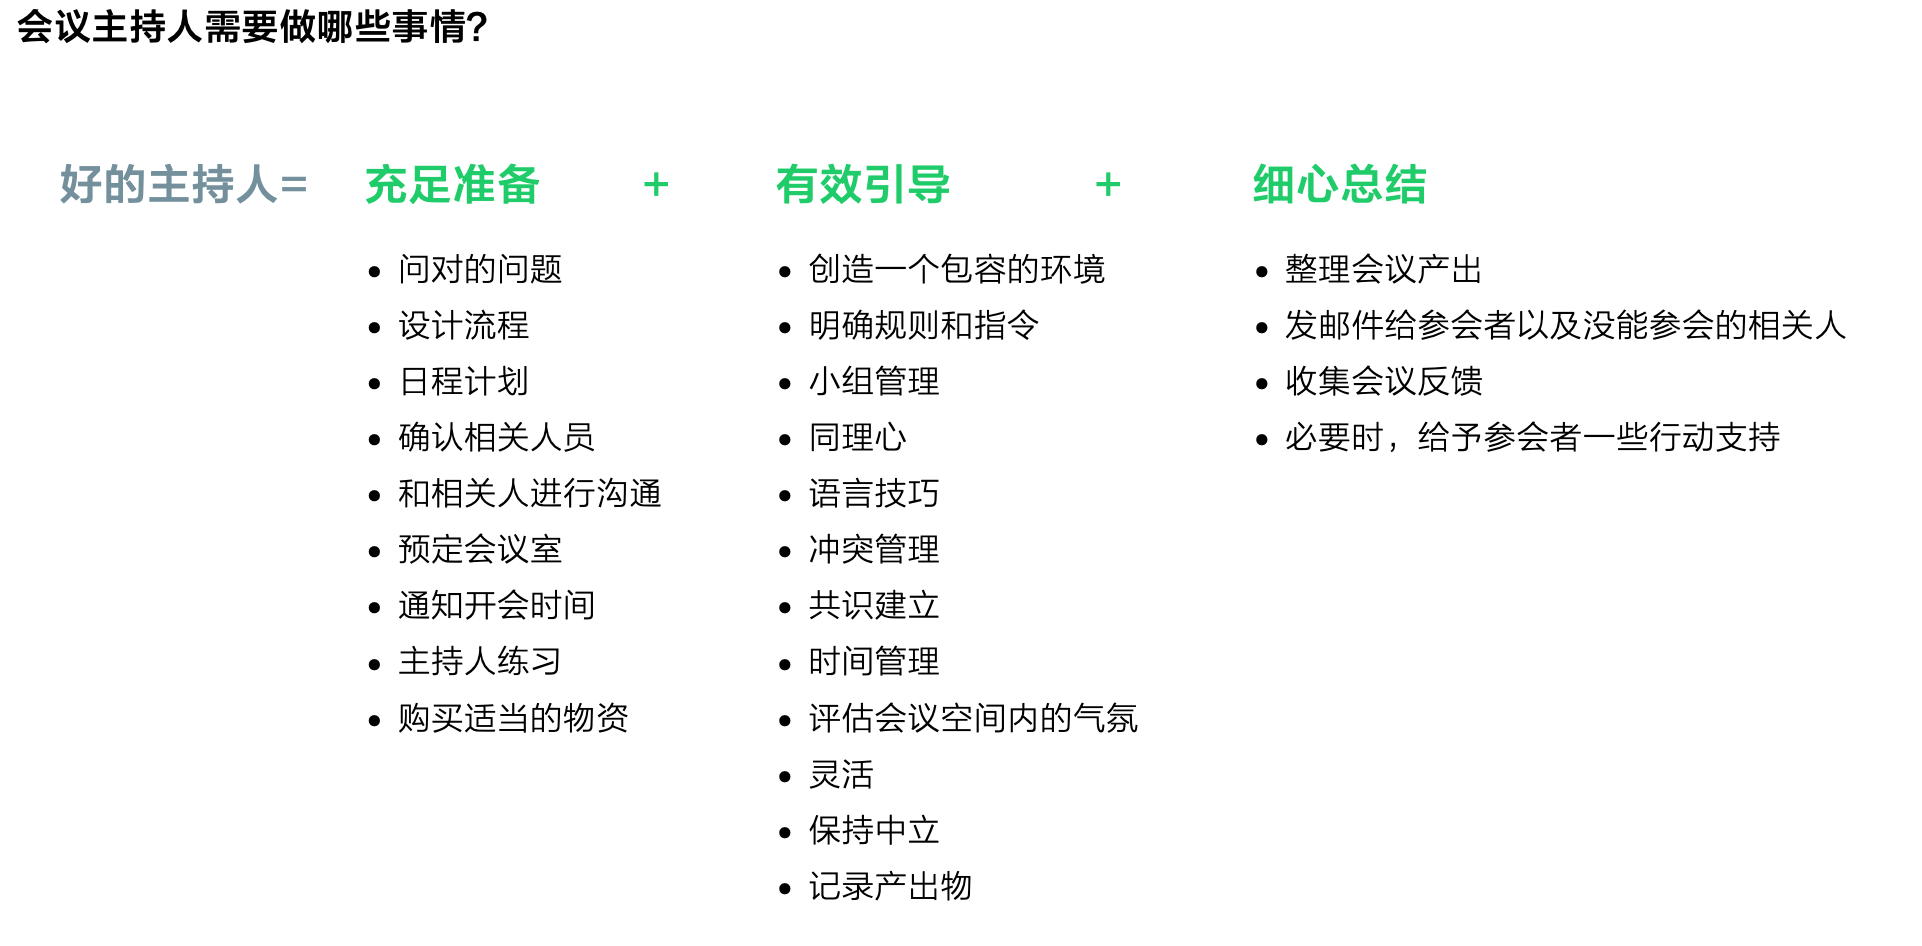 会议主持人需要做哪些事情?
好的主持人= 充足准备 + 有效引导 + 细心总结
• 问对的问题
• 设计流程
• 日程计划
• 确认相关人员
• 和相关人进行沟通
• 预定会议室
• 通知开会时间
• 主持人练习
• 购买适当的物资
• 创造一个包容的环境
• 明确规则和指令
• 小组管理
• 同理心
• 语言技巧
• 冲突管理
• 共识建立
• 时间管理
• 评估会议空间内的气氛
• 灵活
• 保持中立
• 记录产出物
• 整理会议产出
• 发邮件给参会者以及没能参会的相关人
• 收集会议反馈
• 必要时，给予参会者一些行动支持